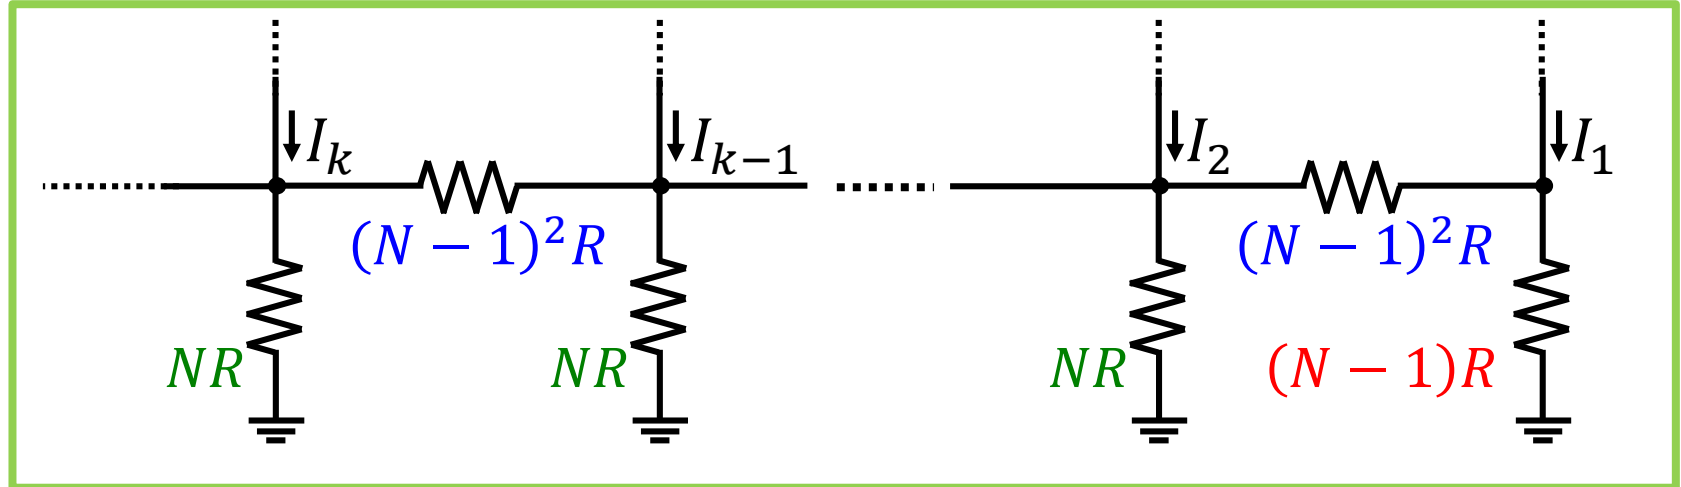 I_k I_{k-1} I_2 I_1
(N − 1)²R (N − 1)²R
NR NR NR (N − 1)R